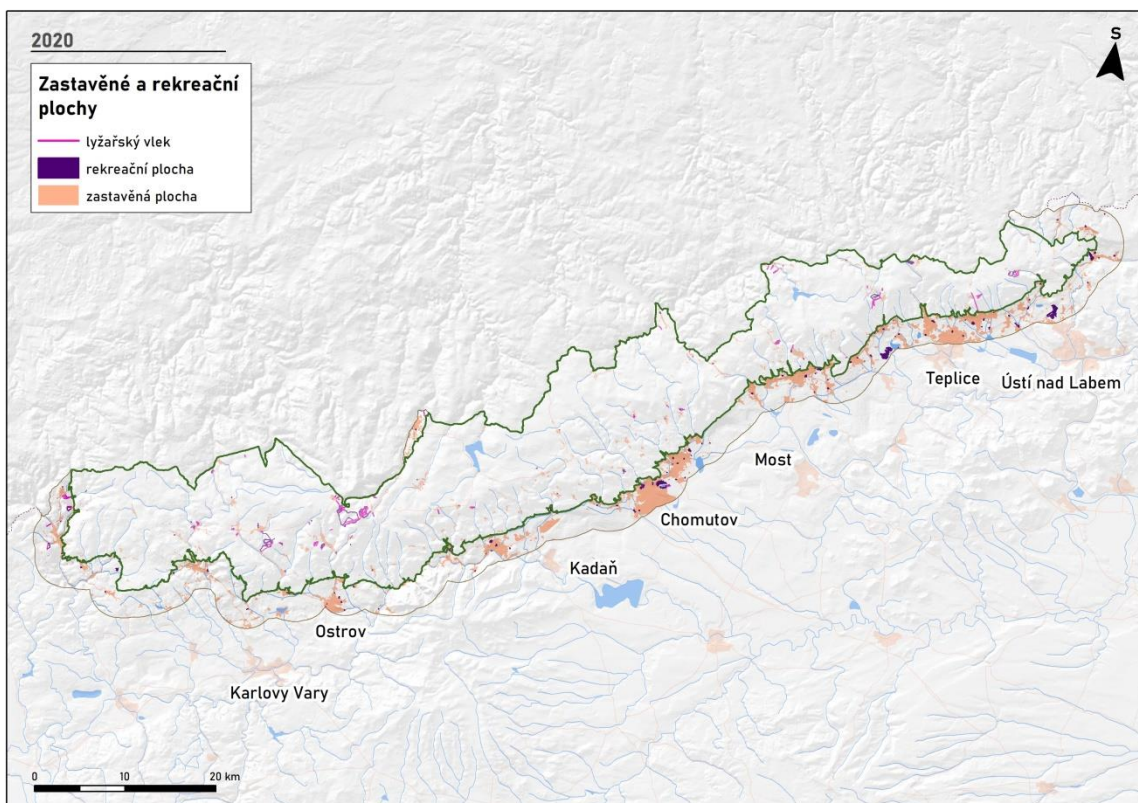 2020
S
Zastavěné a rekreační
plochy
lyžařský vlek
rekreační plocha
zastavěná plocha
Teplice
Ústí nad Labem
Most
Chomutov
Kadaň
Ostrov
Karlovy Vary
0 10 20 km